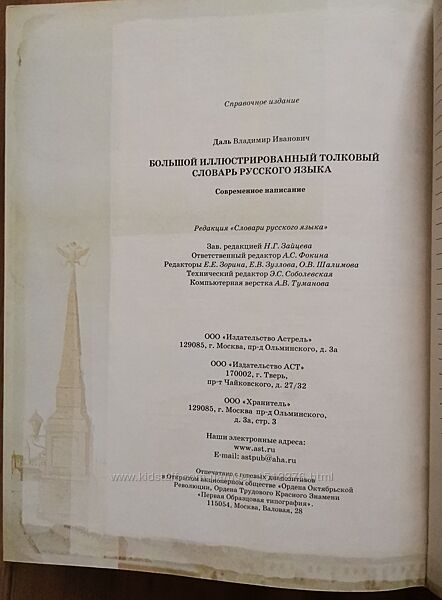 Справочное издание
Даль Владимир Иванович
БОЛЬШОЙ ИЛЛЮСТРИРОВАННЫЙ ТОЛКОВЫЙ
СЛОВАРЬ РУССКОГО ЯЗЫКА
Современное написание
Редакция «Словари русского языка»
Зав. редакцией Н.Г. Зайцева
Ответственный редактор А.С. Фокина
Редакторы Е.Е. Зорина, Е.В. Зузлова, О.В. Шалимова
Технический редактор Э.С. Соболевская
Компьютерная верстка А.В. Туманова
ООО «Издательство Астрель»
129085, г. Москва, пр-д Ольминского, д. 3а
ООО «Издательство АСТ»
170002, г. Тверь,
пр-т Чайковского, д. 27/32
ООО «Хранитель»
129085, г. Москва пр-д Ольминского,
д. 3а, стр. 3
Наши электронные адреса:
www.ast.ru
E-mail: astpub@aha.ru
Отпечатано с готовых диапозитивов
в Открытом акционерном обществе «Ордена Октябрьской
Революции, Ордена Трудового Красного Знамени
«Первая Образцовая типография».
115054, Москва, Валовая, 28